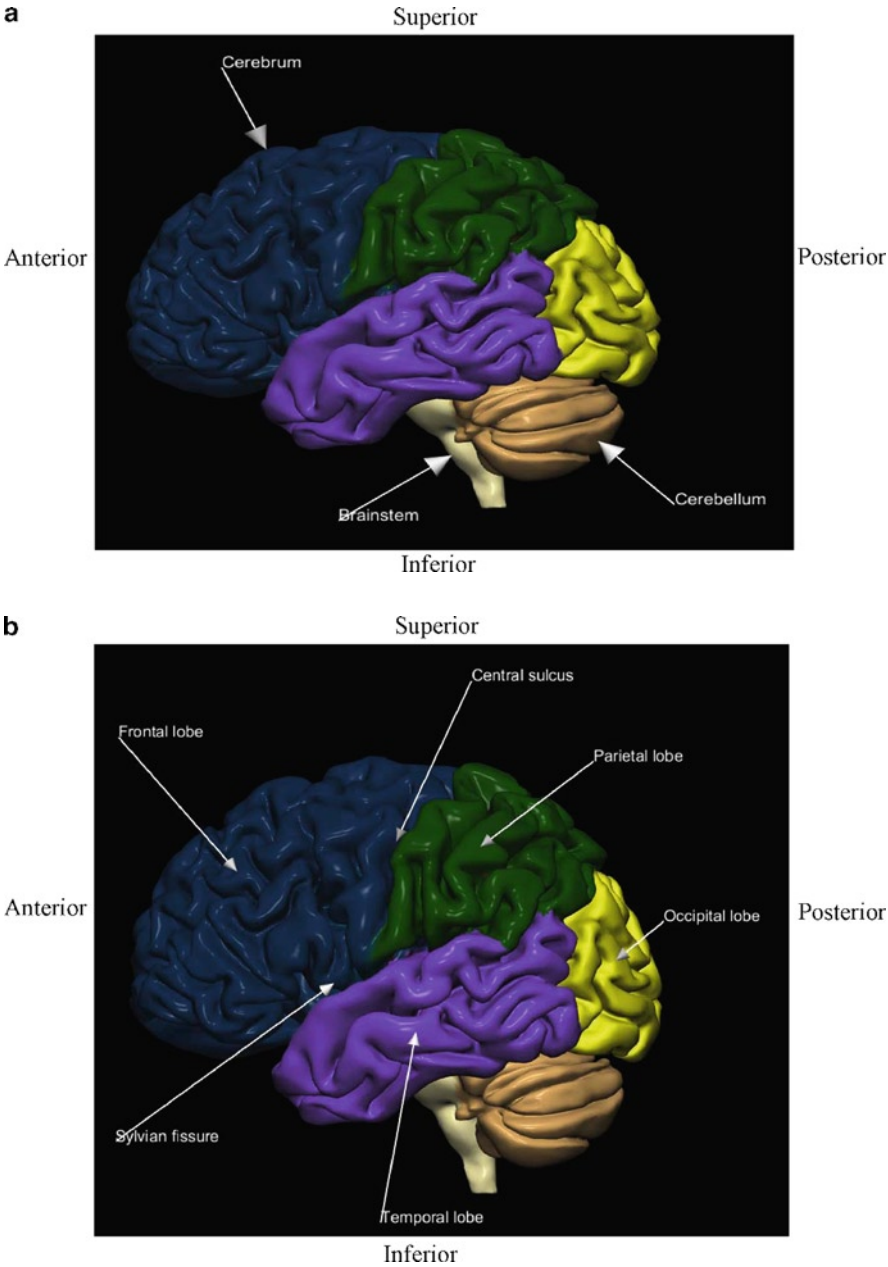 a
Superior
Cerebrum
Anterior
Posterior
Brainstem
Cerebellum
Inferior
b
Superior
Central sulcus
Frontal lobe
Parietal lobe
Anterior
Occipital lobe
Posterior
Sylvian fissure
Temporal lobe
Inferior